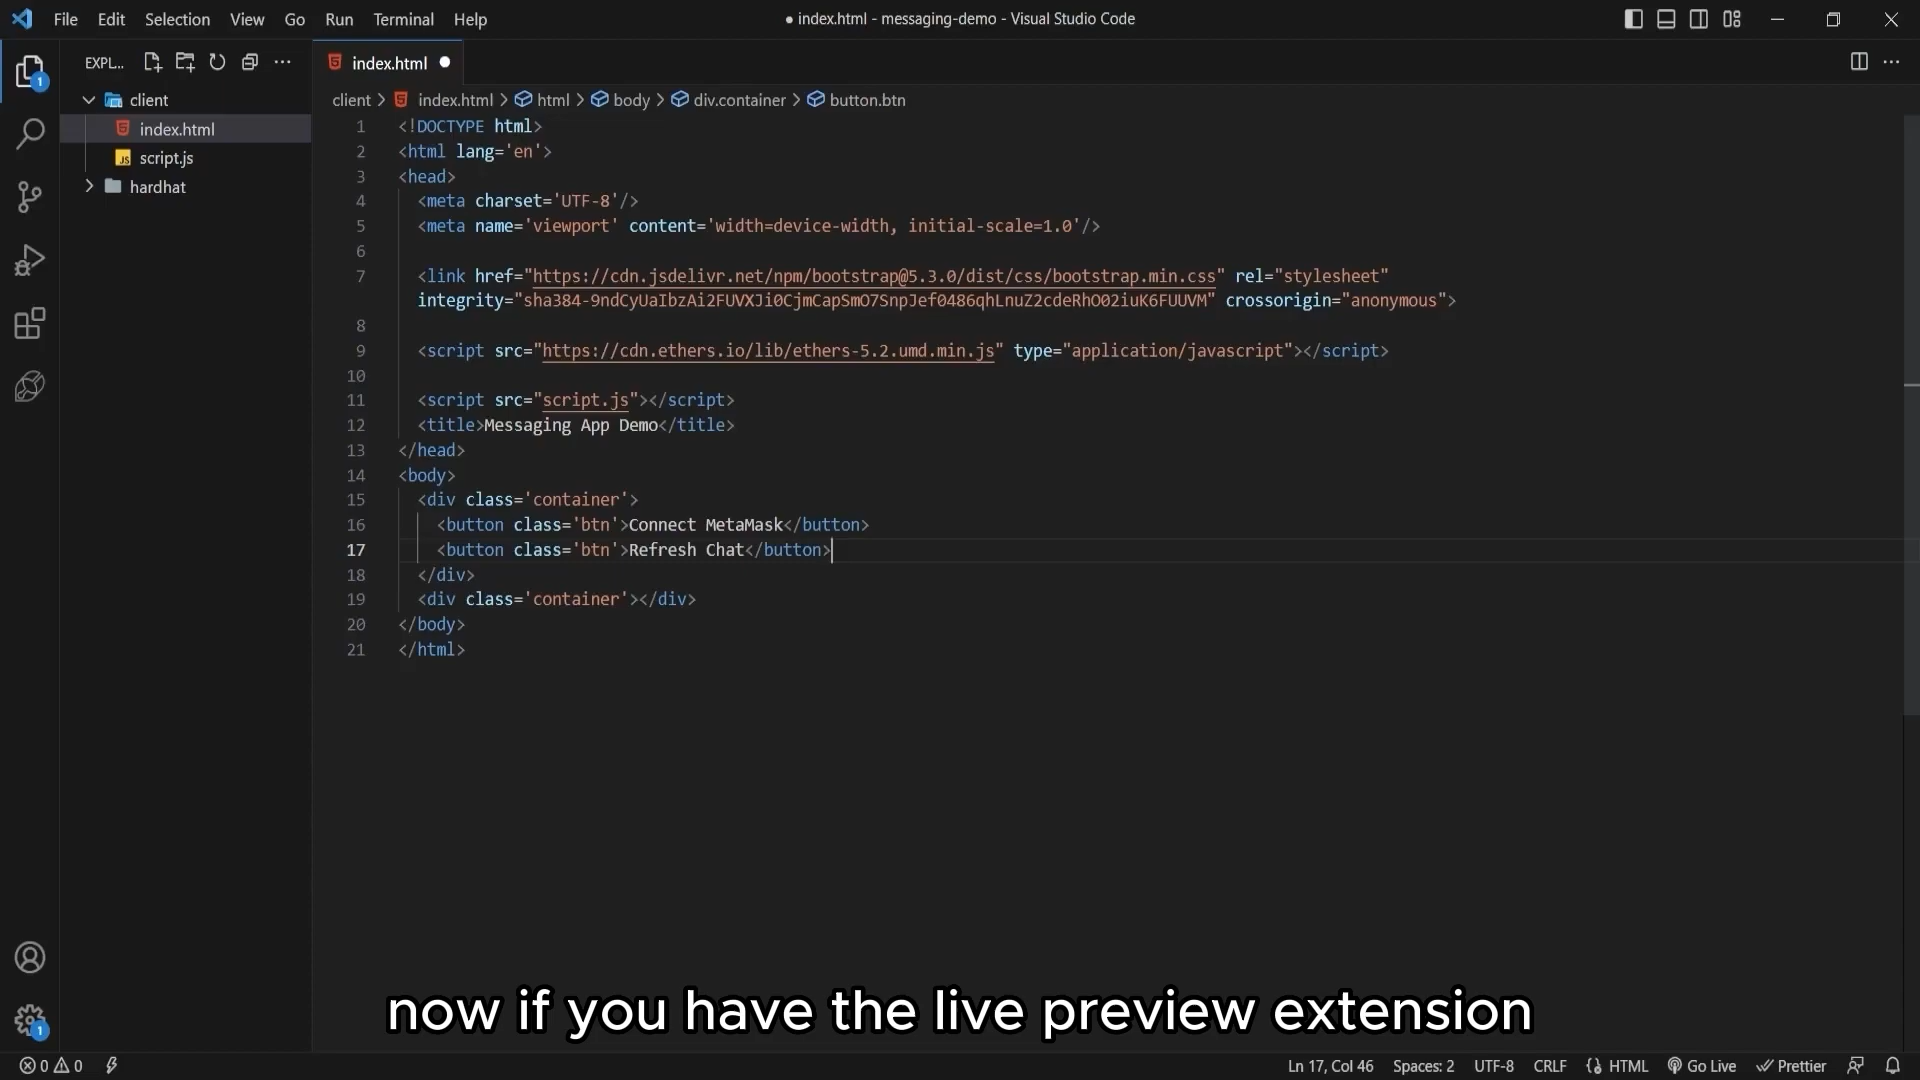 File Edit Selection View Go Run Terminal Help
● index.html - messaging-demo - Visual Studio Code
EXPL...
client
index.html
JS script.js
hardhat
1
1
index.html
client > index.html > html > body > div.container > button.btn
1 <!DOCTYPE html>
2 <html lang='en'>
3 <head>
4 <meta charset='UTF-8'/>
5 <meta name='viewport' content='width=device-width, initial-scale=1.0'/>
6
7 <link href="https://cdn.jsdelivr.net/npm/bootstrap@5.3.0/dist/css/bootstrap.min.css" rel="stylesheet"
integrity="sha384-9ndCyUaIbzAi2FUVXJi0CjmCapSmO7SnpJef0486qhLnuZ2cdeRhO02iuK6FUUVM" crossorigin="anonymous">
8
9 <script src="https://cdn.ethers.io/lib/ethers-5.2.umd.min.js" type="application/javascript"></script>
10
11 <script src="script.js"></script>
12 <title>Messaging App Demo</title>
13 </head>
14 <body>
15 <div class='container'>
16 <button class='btn'>Connect MetaMask</button>
17 <button class='btn'>Refresh Chat</button>
18 </div>
19 <div class='container'></div>
20 </body>
21 </html>
now if you have the live preview extension
0 0
Ln 17, Col 46 Spaces: 2 UTF-8 CRLF HTML Go Live Prettier